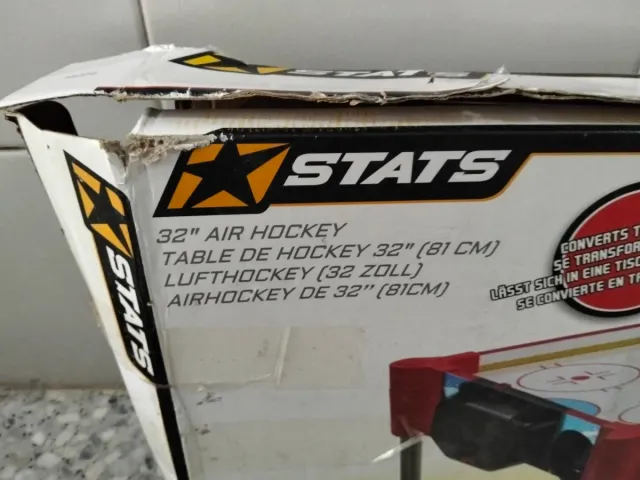 STATS
STATS
32" AIR HOCKEY
TABLE DE HOCKEY 32" (81 CM)
LUFTHOCKEY (32 ZOLL)
AIRHOCKEY DE 32" (81CM)
STATS
CONVERTS
SE TRANSFOR
LÄSST SICH IN EINE TISC
SE CONVIERTE EN TR